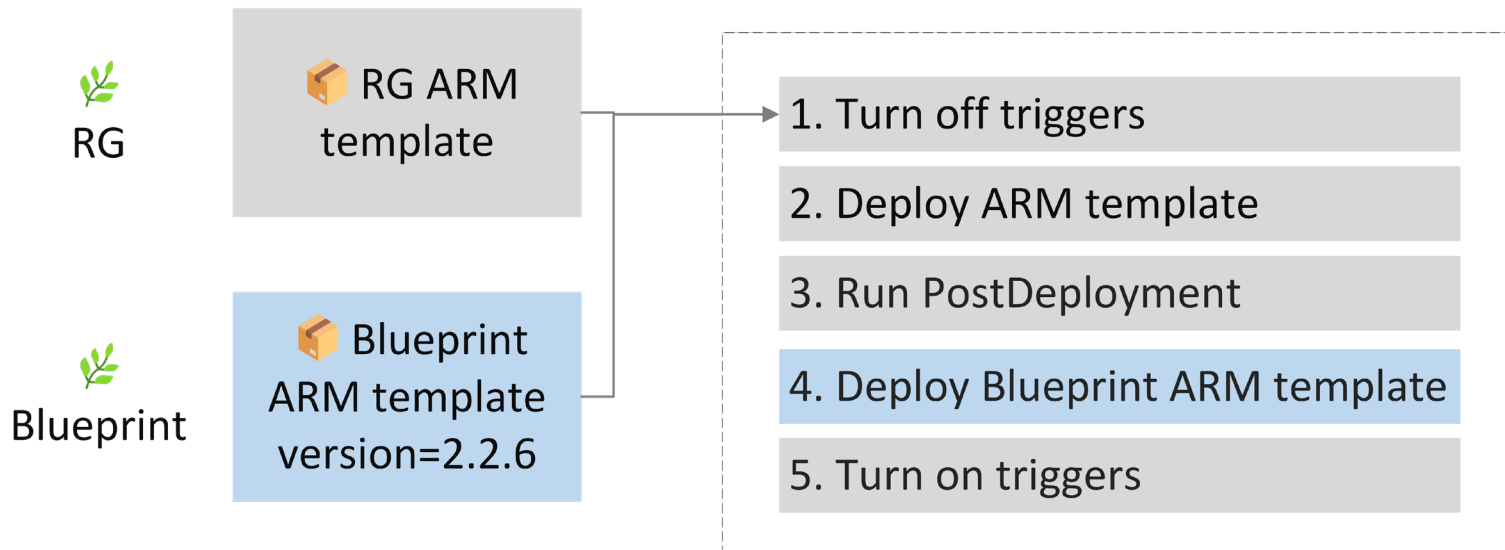 RG
📦 RG ARM
template
Blueprint
📦 Blueprint
ARM template
version=2.2.6
1. Turn off triggers
2. Deploy ARM template
3. Run PostDeployment
4. Deploy Blueprint ARM template
5. Turn on triggers